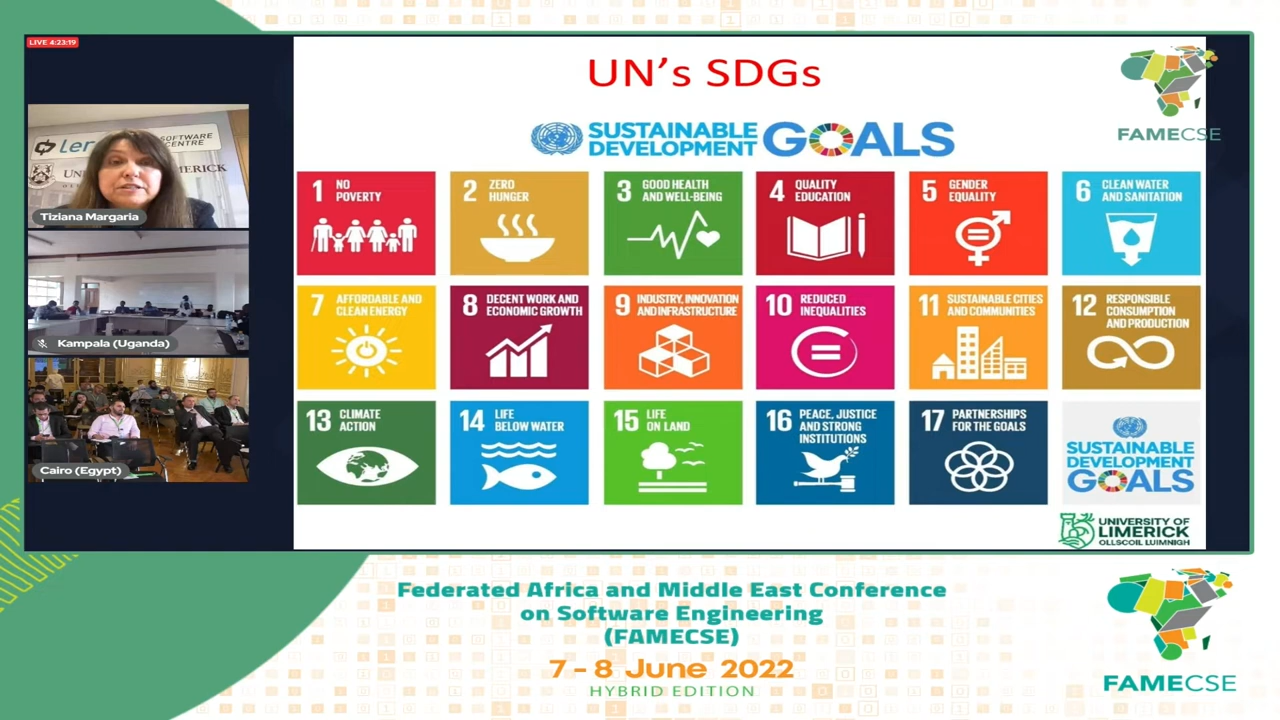 LIVE 4:23:19
UN's SDGs
FAMECSE
SUSTAINABLE
DEVELOPMENT
GOALS
SOFTWARE
CENTRE
Tiziana Margaria
Kampala (Uganda)
Cairo (Egypt)
1 NO
POVERTY
2 ZERO
HUNGER
3 GOOD HEALTH
AND WELL-BEING
4 QUALITY
EDUCATION
5 GENDER
EQUALITY
6 CLEAN WATER
AND SANITATION
7 AFFORDABLE AND
CLEAN ENERGY
8 DECENT WORK AND
ECONOMIC GROWTH
9 INDUSTRY, INNOVATION
AND INFRASTRUCTURE
10 REDUCED
INEQUALITIES
11 SUSTAINABLE CITIES
AND COMMUNITIES
12 RESPONSIBLE
CONSUMPTION
AND PRODUCTION
13 CLIMATE
ACTION
14 LIFE
BELOW WATER
15 LIFE
ON LAND
16 PEACE, JUSTICE
AND STRONG
INSTITUTIONS
17 PARTNERSHIPS
FOR THE GOALS
SUSTAINABLE
DEVELOPMENT
GOALS
UNIVERSITY OF
LIMERICK
OLLSCOIL LUIMNIGH
Federated Africa and Middle East Conference
on Software Engineering
(FAMECSE)
7 - 8 June 2022
HYBRID EDITION
FAMECSE